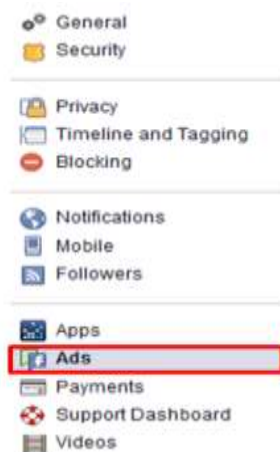 General
Security
Privacy
Timeline and Tagging
Blocking
Notifications
Mobile
Followers
Apps
Ads
Payments
Support Dashboard
Videos